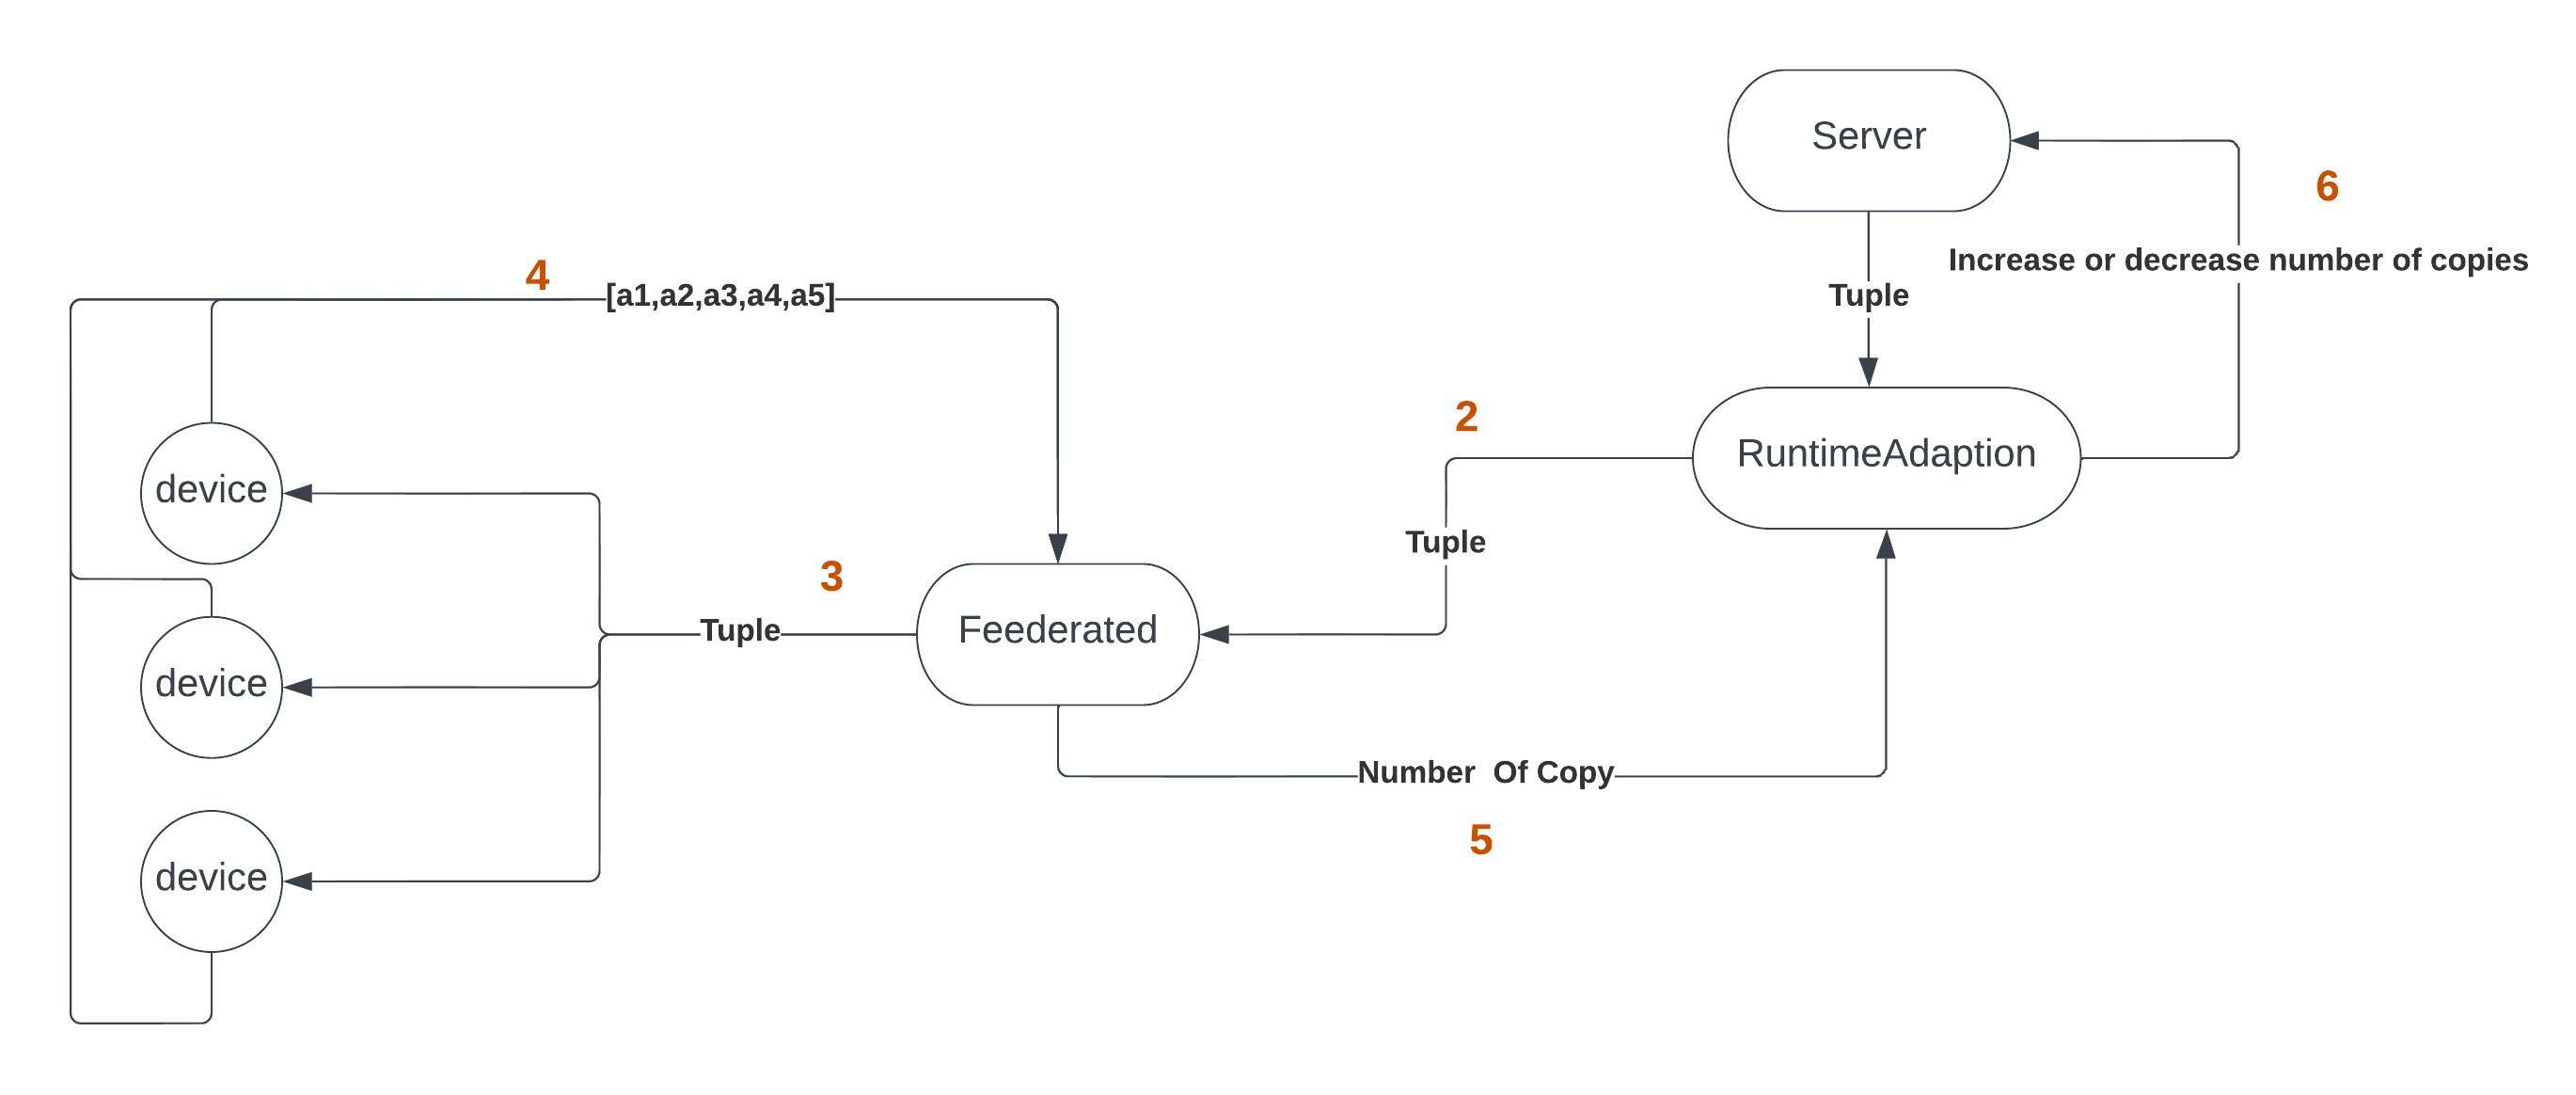 Server
6
Increase or decrease number of copies
4
[a1,a2,a3,a4,a5]
Tuple
2
RuntimeAdaption
device
Tuple
3
Feederated
Tuple
device
Number  Of Copy
5
device